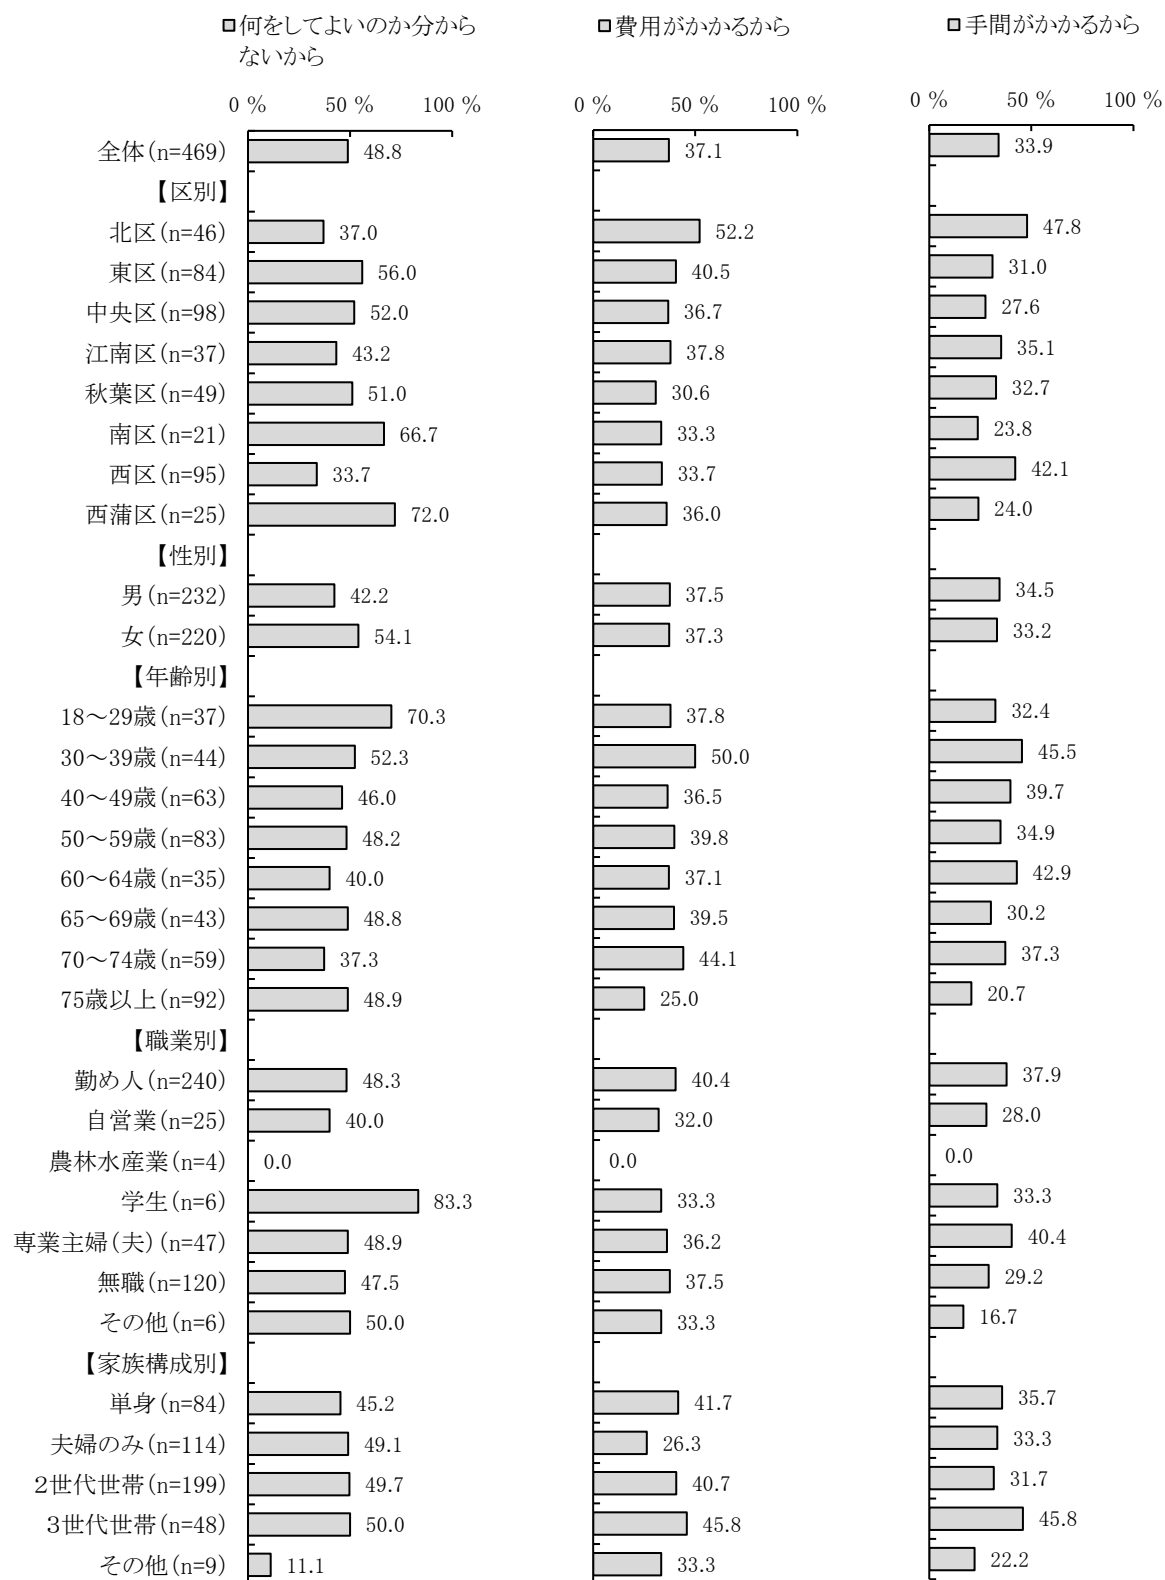 何をしてよいのか分から
ないから
費用がかかるから
手間がかかるから
0 % 50 % 100 % 0 % 50 % 100 % 0 % 50 % 100 %
全体(n=469) 48.8 37.1 33.9
【区別】
北区(n=46) 37.0 52.2 47.8
東区(n=84) 56.0 40.5 31.0
中央区(n=98) 52.0 36.7 27.6
江南区(n=37) 43.2 37.8 35.1
秋葉区(n=49) 51.0 30.6 32.7
南区(n=21) 66.7 33.3 23.8
西区(n=95) 33.7 33.7 42.1
西蒲区(n=25) 72.0 36.0 24.0
【性別】
男(n=232) 42.2 37.5 34.5
女(n=220) 54.1 37.3 33.2
【年齢別】
18～29歳(n=37) 70.3 37.8 32.4
30～39歳(n=44) 52.3 50.0 45.5
40～49歳(n=63) 46.0 36.5 39.7
50～59歳(n=83) 48.2 39.8 34.9
60～64歳(n=35) 40.0 37.1 42.9
65～69歳(n=43) 48.8 39.5 30.2
70～74歳(n=59) 37.3 44.1 37.3
75歳以上(n=92) 48.9 25.0 20.7
【職業別】
勤め人(n=240) 48.3 40.4 37.9
自営業(n=25) 40.0 32.0 28.0
農林水産業(n=4) 0.0 0.0 0.0
学生(n=6) 83.3 33.3 33.3
専業主婦(夫)(n=47) 48.9 36.2 40.4
無職(n=120) 47.5 37.5 29.2
その他(n=6) 50.0 33.3 16.7
【家族構成別】
単身(n=84) 45.2 41.7 35.7
夫婦のみ(n=114) 49.1 26.3 33.3
２世代世帯(n=199) 49.7 40.7 31.7
３世代世帯(n=48) 50.0 45.8 45.8
その他(n=9) 11.1 33.3 22.2